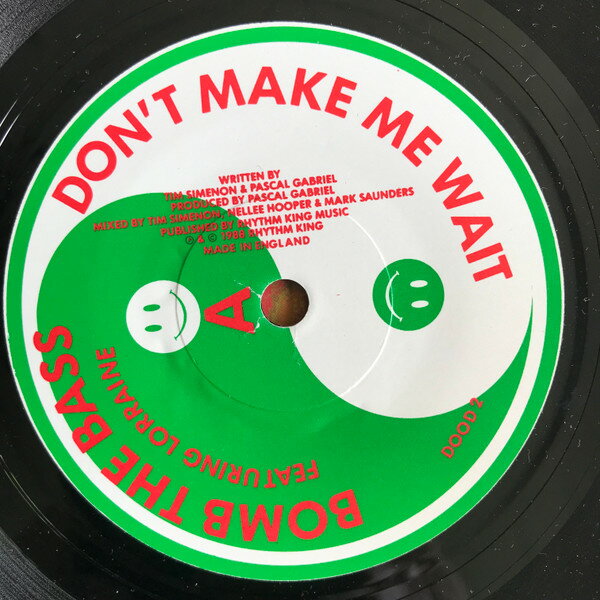 DON'T MAKE ME WAIT
WRITTEN BY
TIM SIMENON & PASCAL GABRIEL
PRODUCED BY PASCAL GABRIEL
MIXED BY TIM SIMENON, NELLEE HOOPER & MARK SAUNDERS
PUBLISHED BY RHYTHM KING MUSIC
℗ & © 1988 RHYTHM KING
MADE IN ENGLAND
A
DOOD 2
BOMB THE BASS
FEATURING LORRAINE